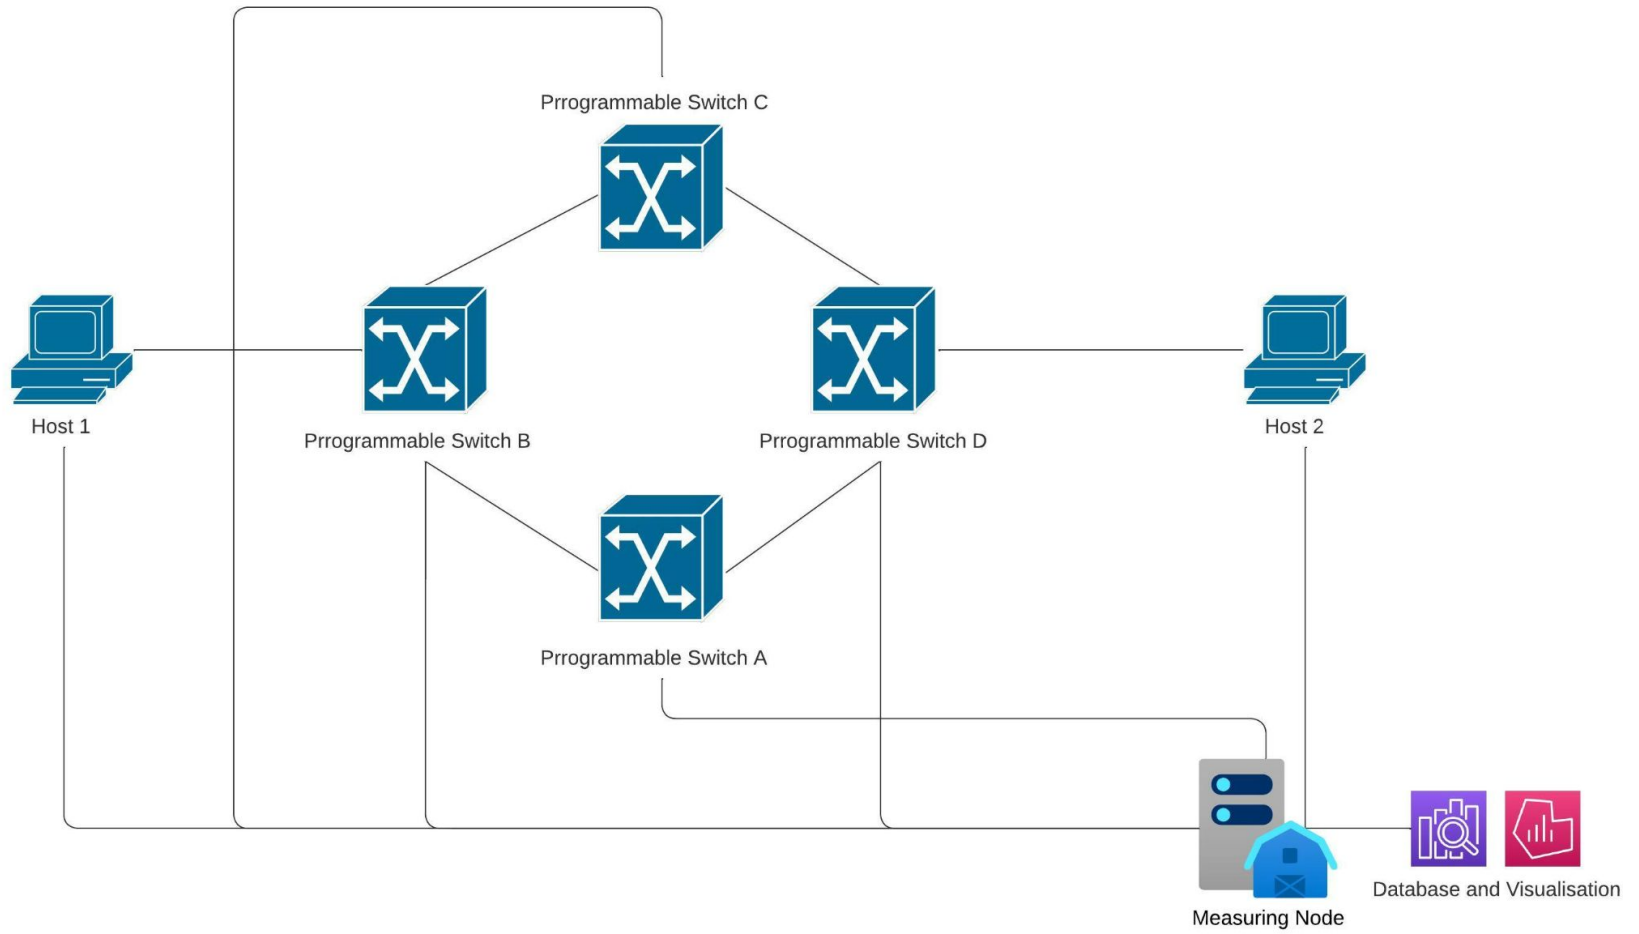 Prrogrammable Switch C
Host 1
Prrogrammable Switch B
Prrogrammable Switch D
Host 2
Prrogrammable Switch A
Database and Visualisation
Measuring Node